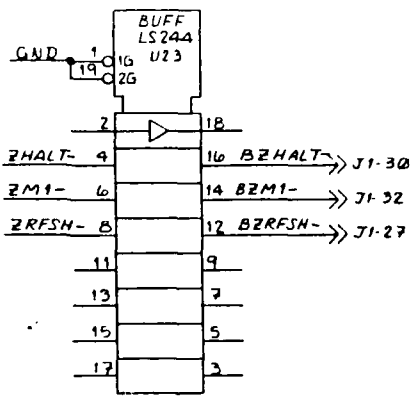 BUFF
LS244
U23
GND 1 1G
19 2G
2 18
ZHALT- 4 16 BZHALT- J1-30
ZM1- 6 14 BZM1- J1-32
ZRFSH- 8 12 BZRFSH- J1-27
11 9
13 7
15 5
17 3